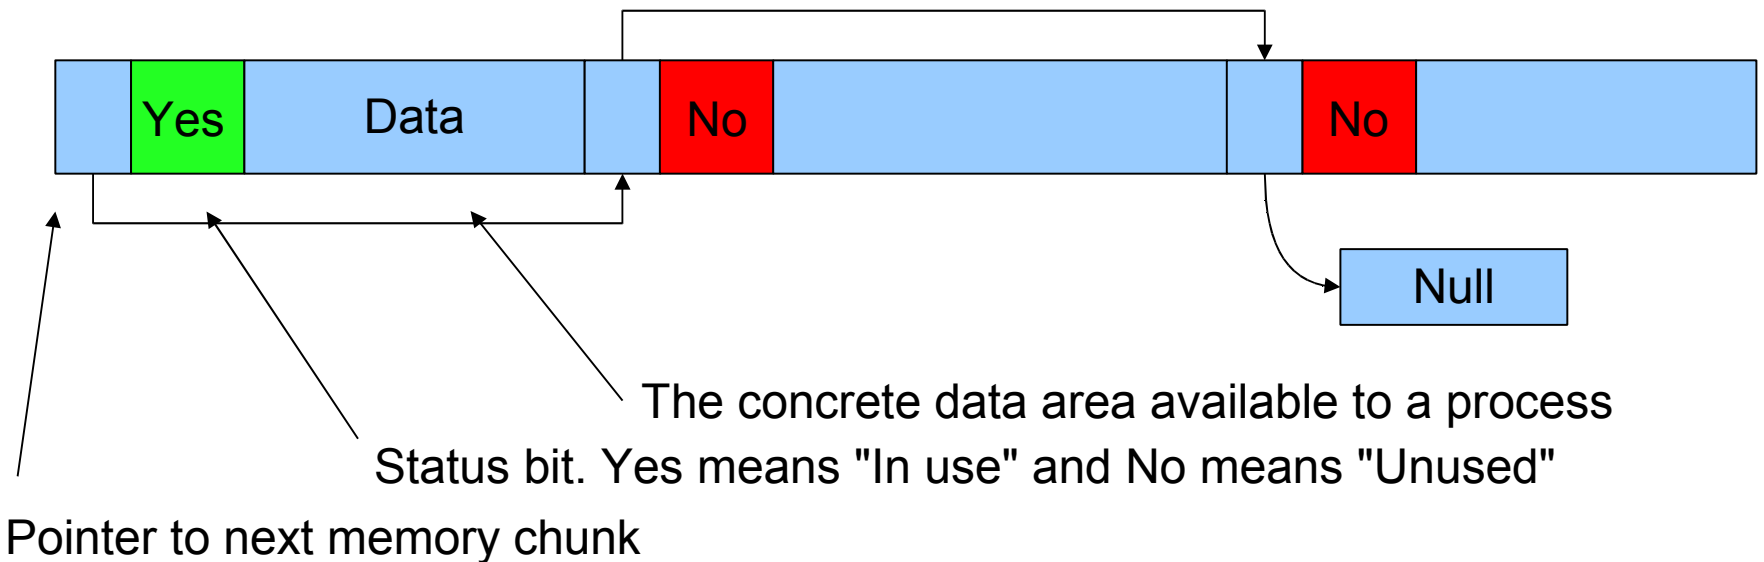 Yes
Data
No
No
Null
The concrete data area available to a process
Status bit. Yes means "In use" and No means "Unused"
Pointer to next memory chunk